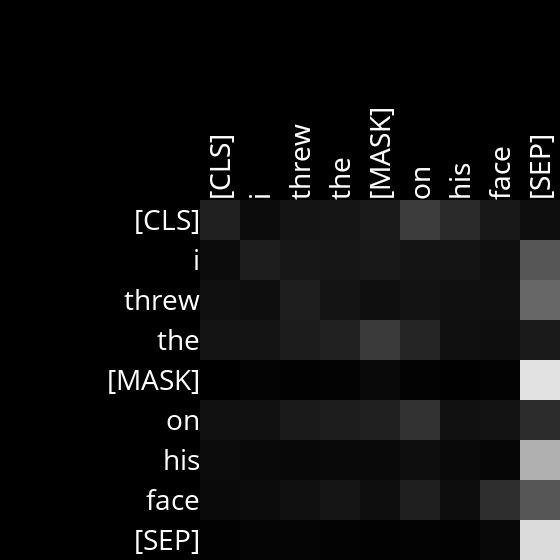 [CLS] i threw the [MASK] on his face [SEP]
[CLS]
i
threw
the
[MASK]
on
his
face
[SEP]